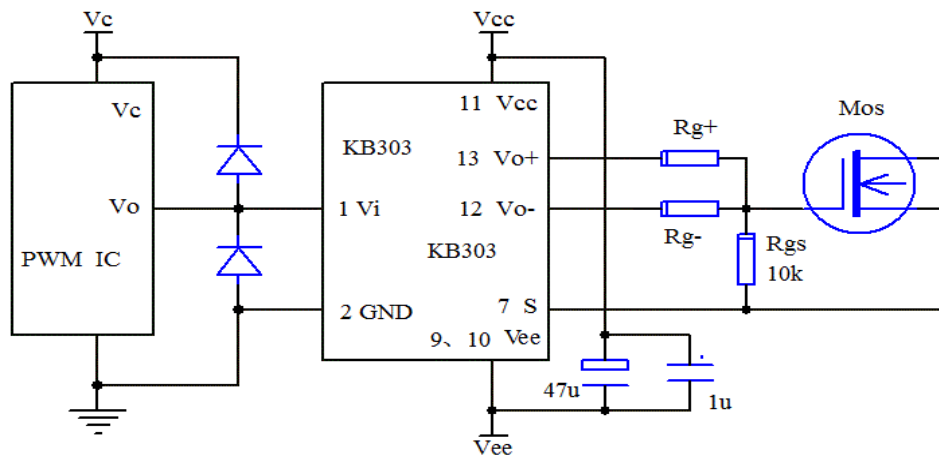 Vc
Vcc
Vc
11 Vcc
Mos
KB303
Rg+
13 Vo+
Vo
1 Vi
12 Vo-
Rg-
PWM IC
KB303
Rgs
10k
2 GND
7 S
9、10 Vee
47u
1u
Vee